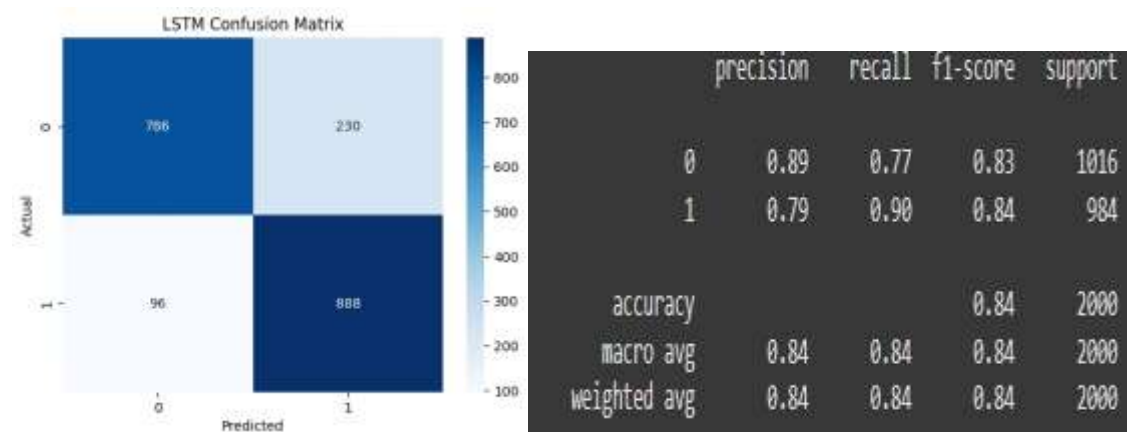 LSTM Confusion Matrix
0
786 230
1
96 888
0 1
Predicted
Actual
800
700
600
500
400
300
200
100
precision recall f1-score support
0 0.89 0.77 0.83 1016
1 0.79 0.90 0.84 984
accuracy 0.84 2000
macro avg 0.84 0.84 0.84 2000
weighted avg 0.84 0.84 0.84 2000